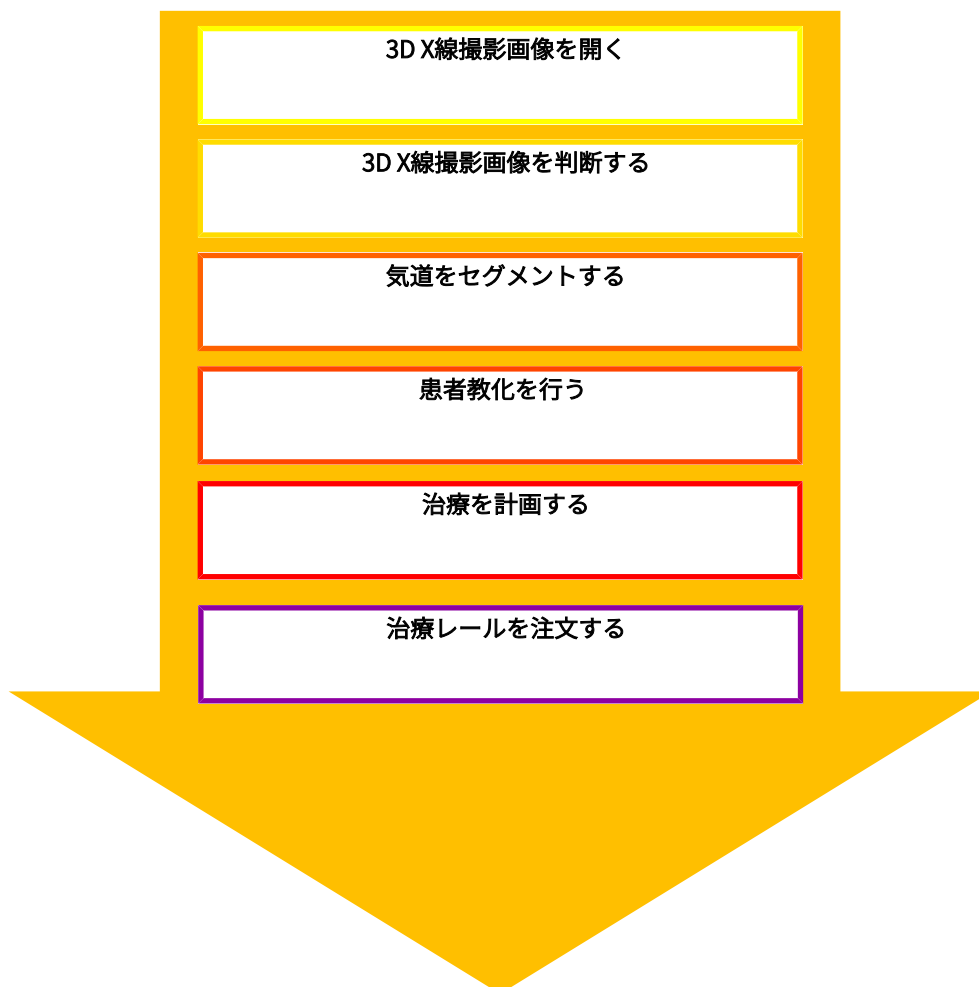 3D X線撮影画像を開く
3D X線撮影画像を判断する
気道をセグメントする
患者教化を行う
治療を計画する
治療レールを注文する